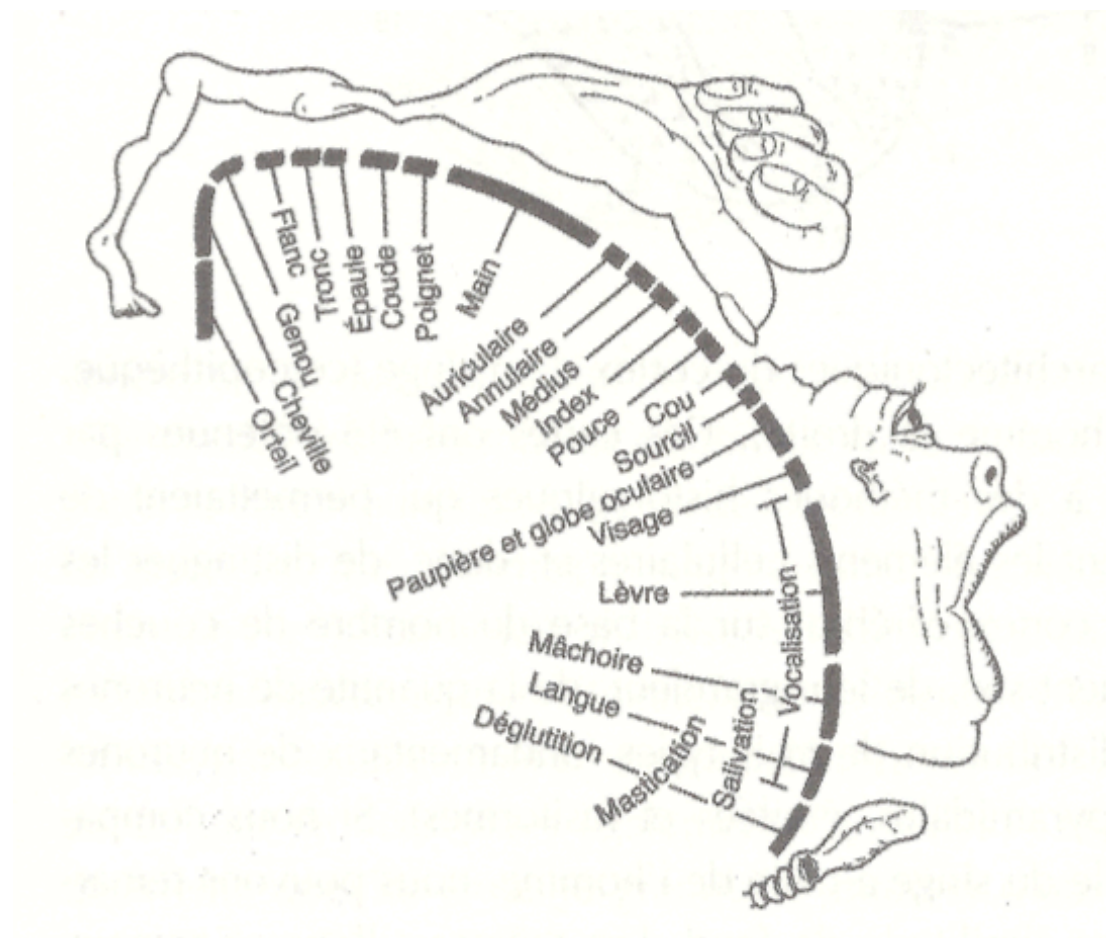 Orteil
Cheville
Genou
Flanc
Tronc
Épaule
Coude
Poignet
Main
Auriculaire
Annulaire
Médius
Index
Pouce
Cou
Sourcil
Paupière et globe oculaire
Visage
Lèvre
Mâchoire
Langue
Déglutition
Mastication
Salivation
Vocalisation